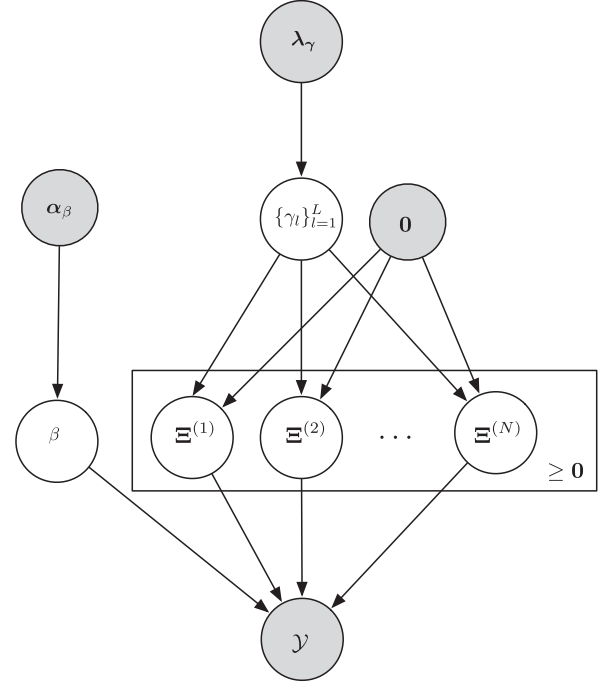 λ_γ
α_β
{γ_l}_{l=1}^L
0
β
Ξ^{(1)}
Ξ^{(2)}
⋯
Ξ^{(N)}
≥ 0
𝒴